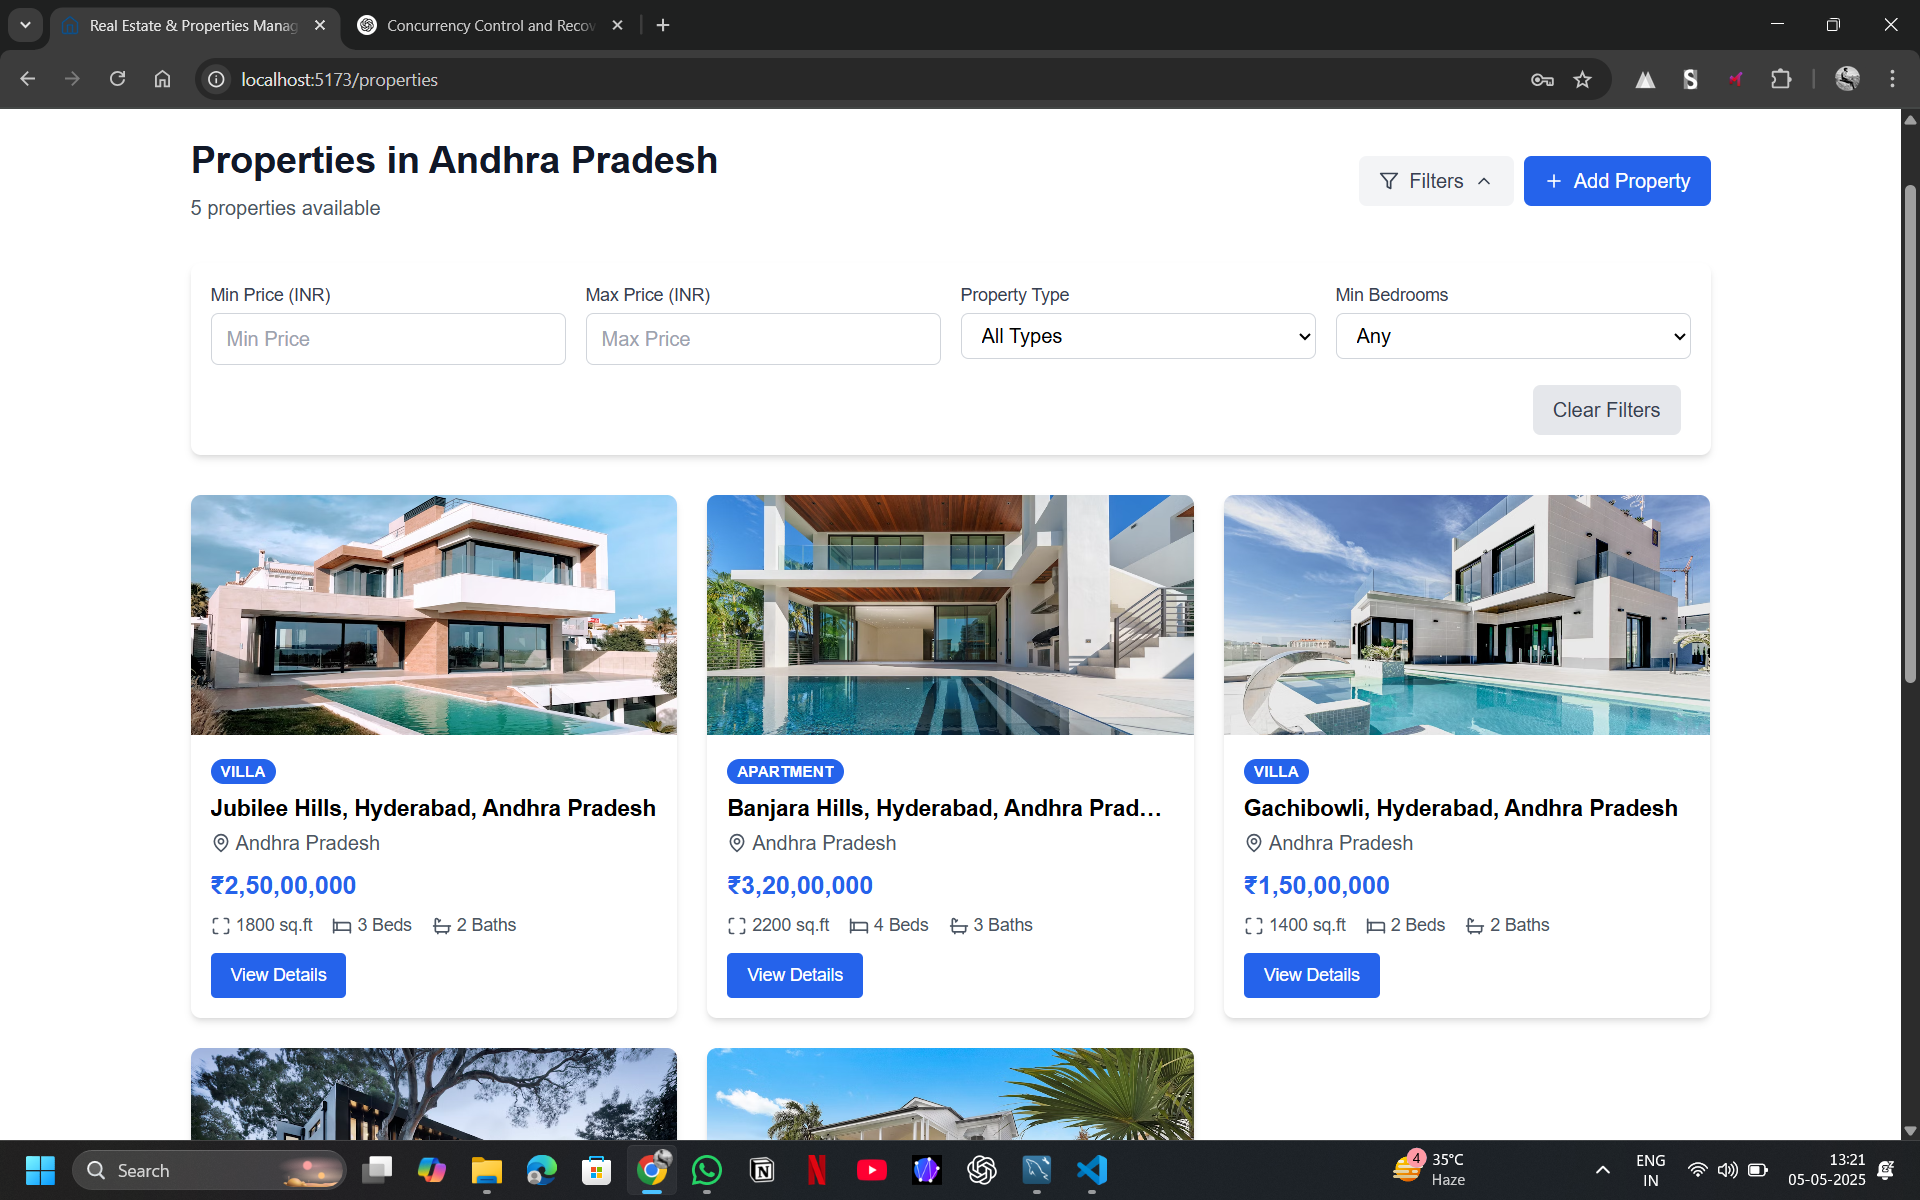 Real Estate & Properties Manag
Concurrency Control and Recov
localhost:5173/properties
Properties in Andhra Pradesh
5 properties available
Filters
Add Property
Min Price (INR)
Max Price (INR)
Property Type
Min Bedrooms
Min Price
Max Price
All Types
Any
Clear Filters
VILLA
Jubilee Hills, Hyderabad, Andhra Pradesh
Andhra Pradesh
₹2,50,00,000
1800 sq.ft 3 Beds 2 Baths
View Details
APARTMENT
Banjara Hills, Hyderabad, Andhra Prad...
Andhra Pradesh
₹3,20,00,000
2200 sq.ft 4 Beds 3 Baths
View Details
VILLA
Gachibowli, Hyderabad, Andhra Pradesh
Andhra Pradesh
₹1,50,00,000
1400 sq.ft 2 Beds 2 Baths
View Details
Search
4
35°C
Haze
ENG
IN
13:21
05-05-2025